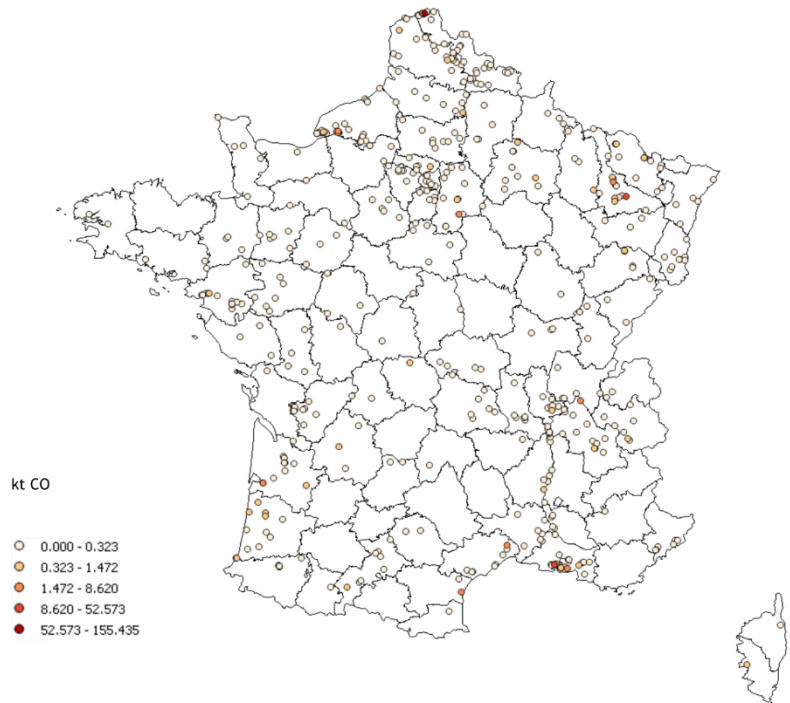 kt CO
0.000 - 0.323
0.323 - 1.472
1.472 - 8.620
8.620 - 52.573
52.573 - 155.435